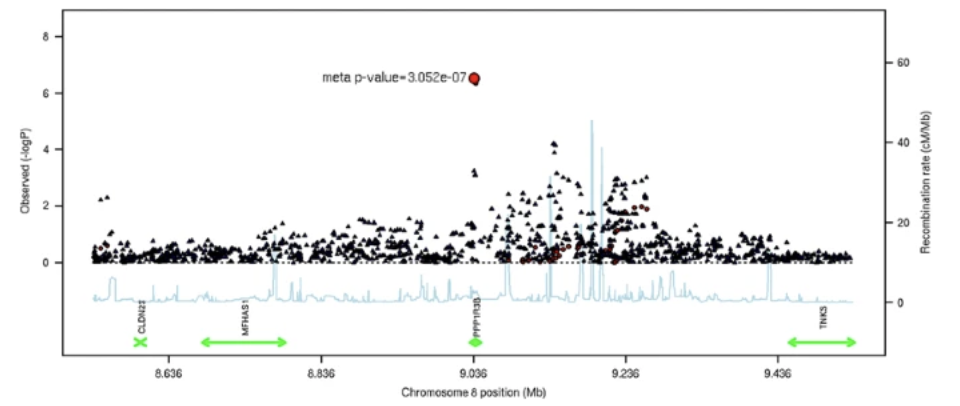 8
6
4
2
0
Observed (-logP)
meta p-value=3.052e-07
60
40
20
0
Recombination rate (cM/Mb)
CLDN23
MFHAS1
PPP1R3B
TNKS
8.636
8.836
9.036
9.236
9.436
Chromosome 8 position (Mb)